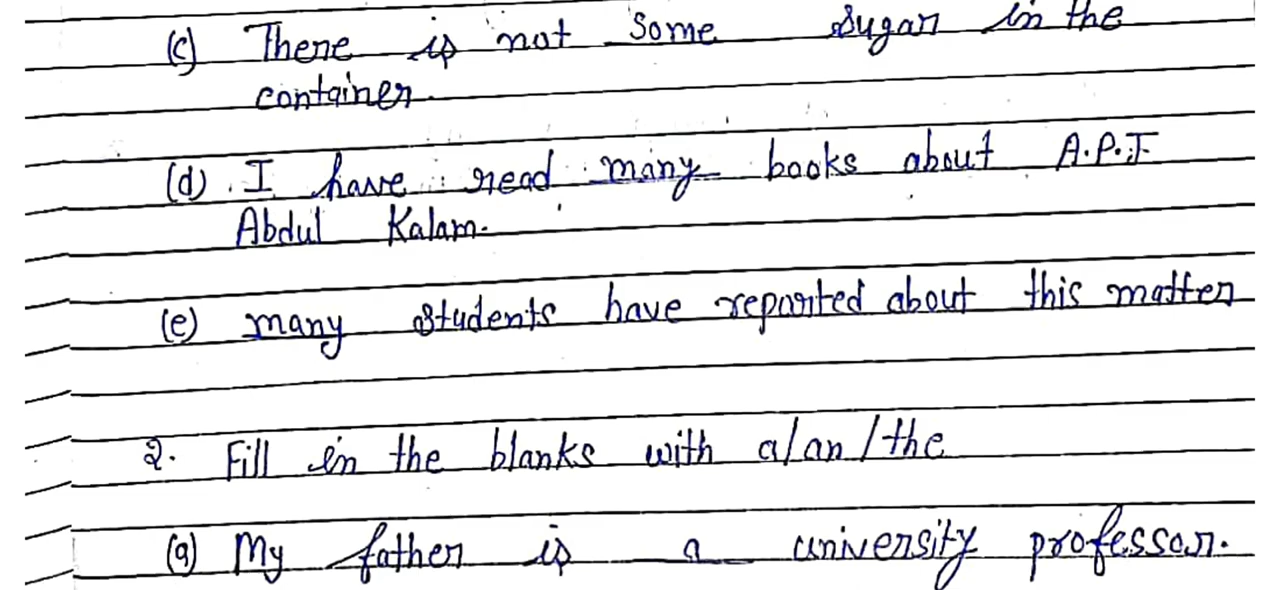 (c) There is not some sugar in the
container.
(d) I have read many books about A.P.J
Abdul Kalam.
(e) many students have reported about this matter
2. Fill in the blanks with a/an/the
(a) My father is a university professor.